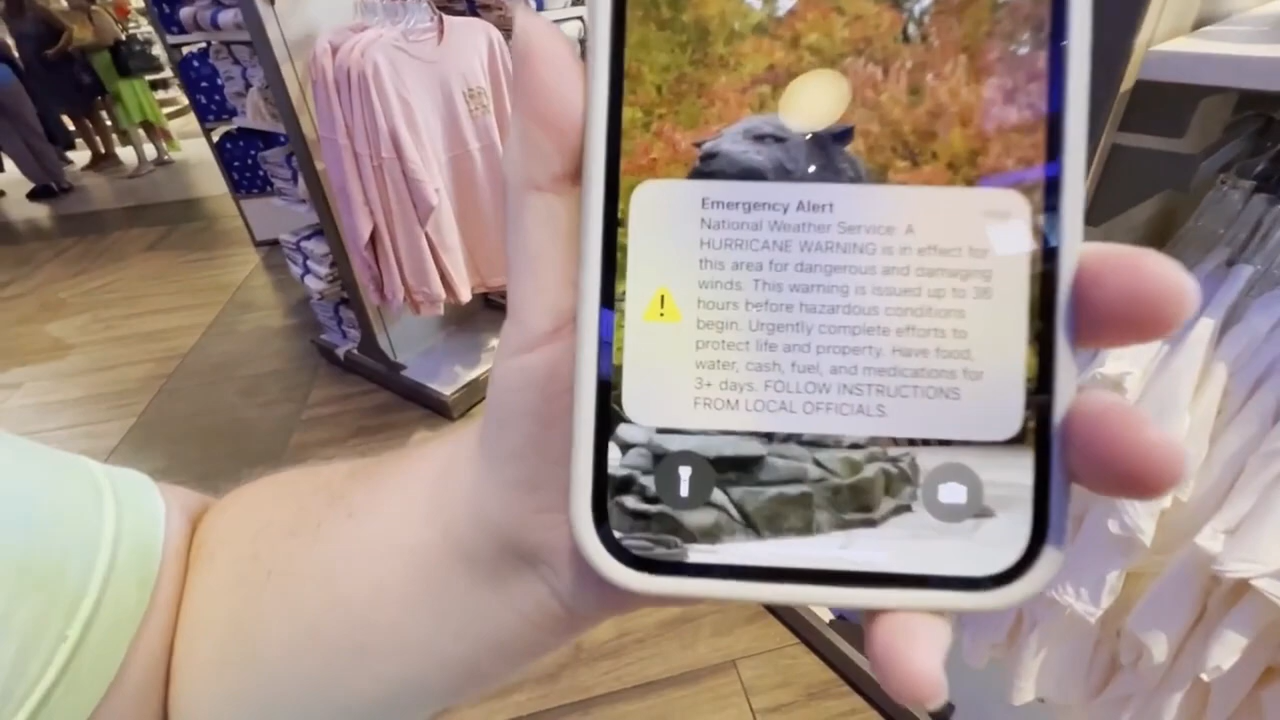 Emergency Alert
National Weather Service: A
HURRICANE WARNING is in effect for
this area for dangerous and damaging
winds. This warning is issued up to 36
hours before hazardous conditions
begin. Urgently complete efforts to
protect life and property. Have food,
water, cash, fuel, and medications for
3+ days. FOLLOW INSTRUCTIONS
FROM LOCAL OFFICIALS.